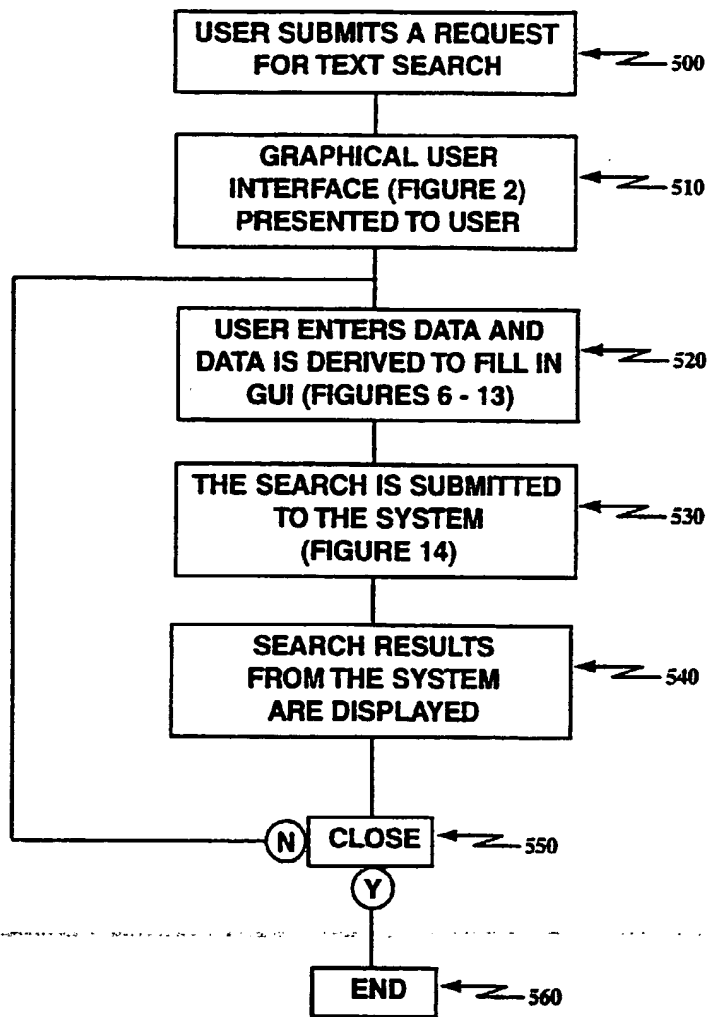 USER SUBMITS A REQUEST
FOR TEXT SEARCH
500
GRAPHICAL USER
INTERFACE (FIGURE 2)
PRESENTED TO USER
510
USER ENTERS DATA AND
DATA IS DERIVED TO FILL IN
GUI (FIGURES 6 - 13)
520
THE SEARCH IS SUBMITTED
TO THE SYSTEM
(FIGURE 14)
530
SEARCH RESULTS
FROM THE SYSTEM
ARE DISPLAYED
540
N
CLOSE
550
Y
END
560